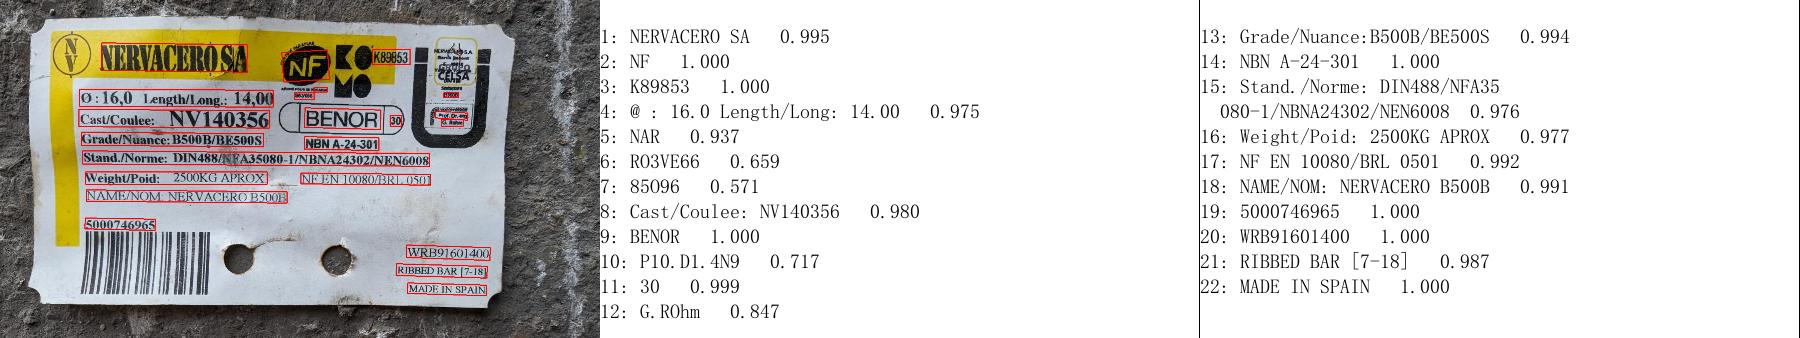 N
V
NERVACERO SA
NF
KO
MO
K89853
CELSA
Ø : 16,0 Length/Long.: 14,00
Cast/Coulee: NV140356
BENOR 30
Grade/Nuance: B500B/BE500S
NBN A-24-301
Stand./Norme: DIN488/NFA35080-1/NBNA24302/NEN6008
Weight/Poid: 2500KG APROX
NF EN 10080/BRL 0501
NAME/NOM: NERVACERO B500B
5000746965
WRB91601400
RIBBED BAR [7-18]
MADE IN SPAIN
1: NERVACERO SA 0.995
2: NF 1.000
3: K89853 1.000
4: @ : 16.0 Length/Long: 14.00 0.975
5: NAR 0.937
6: RO3VE66 0.659
7: 85O96 0.571
8: Cast/Coulee: NV140356 0.980
9: BENOR 1.000
10: P10.D1.4N9 0.717
11: 30 0.999
12: G.ROhm 0.847
13: Grade/Nuance:B500B/BE500S 0.994
14: NBN A-24-301 1.000
15: Stand./Norme: DIN488/NFA35
080-1/NBNA24302/NEN6008 0.976
16: Weight/Poid: 2500KG APROX 0.977
17: NF EN 10080/BRL 0501 0.992
18: NAME/NOM: NERVACERO B500B 0.991
19: 5000746965 1.000
20: WRB91601400 1.000
21: RIBBED BAR [7-18] 0.987
22: MADE IN SPAIN 1.000